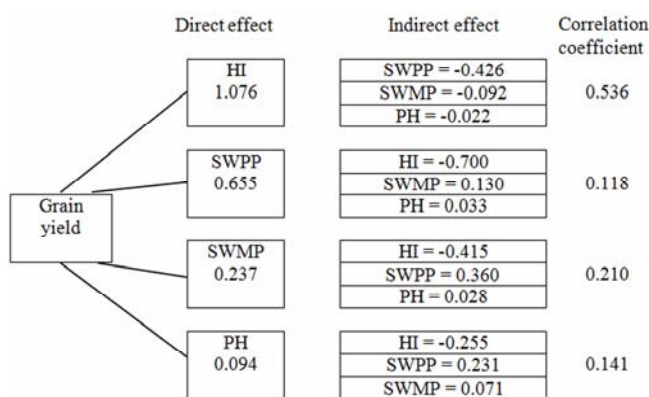 Direct effect Indirect effect Correlation
coefficient
HI
1.076
SWPP = -0.426
SWMP = -0.092
PH = -0.022
0.536
SWPP
0.655
HI = -0.700
SWMP = 0.130
PH = 0.033
0.118
Grain
yield
SWMP
0.237
HI = -0.415
SWPP = 0.360
PH = 0.028
0.210
PH
0.094
HI = -0.255
SWPP = 0.231
SWMP = 0.071
0.141